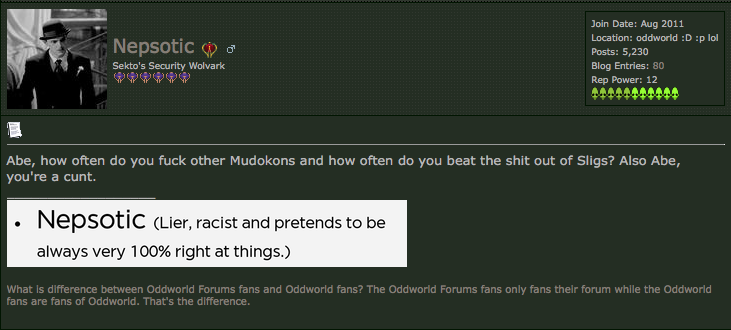 Nepsotic
Sekto's Security Wolvark
Join Date: Aug 2011
Location: oddworld :D :p lol
Posts: 5,230
Blog Entries: 80
Rep Power: 12
Abe, how often do you fuck other Mudokons and how often do you beat the shit out of Sligs? Also Abe,
you're a cunt.
• Nepsotic (Lier, racist and pretends to be
always very 100% right at things.)
What is difference between Oddworld Forums fans and Oddworld fans? The Oddworld Forums fans only fans their forum while the Oddworld
fans are fans of Oddworld. That's the difference.